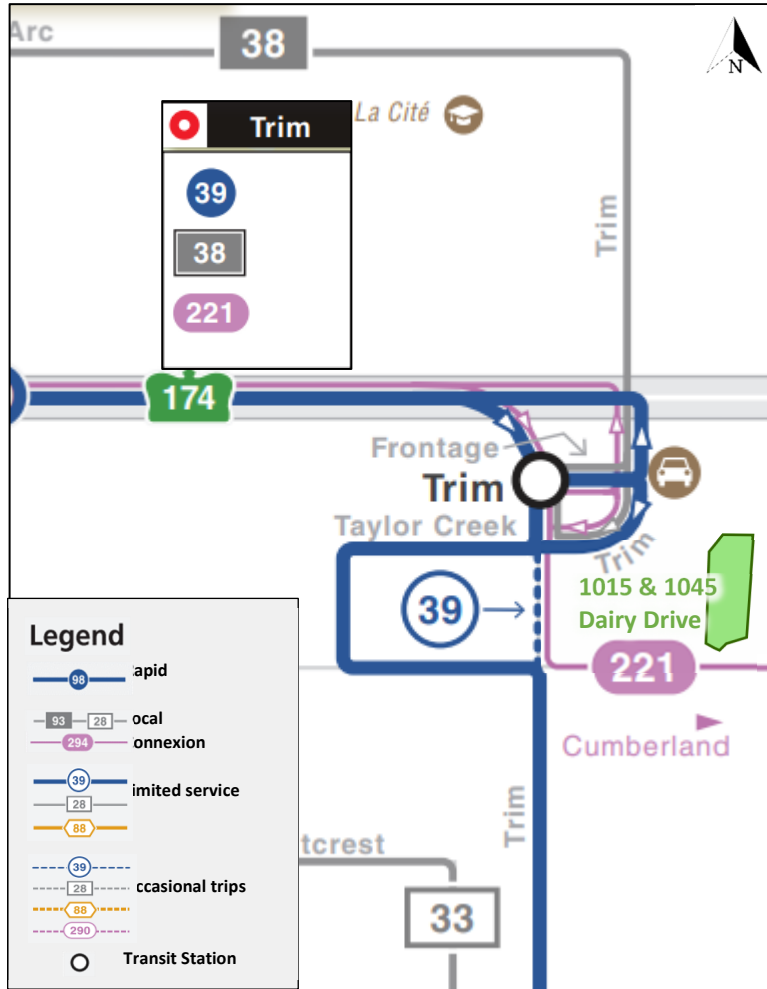 Arc
38
N
La Cité
Trim
39
38
221
Trim
174
Frontage
Trim
Taylor Creek
Trim
39
1015 & 1045
Dairy Drive
221
Cumberland
Trim
tcrest
33
Legend
98
apid
93 28
ocal
294
onnexion
39
28
imited service
88
39
28
ccasional trips
88
290
Transit Station